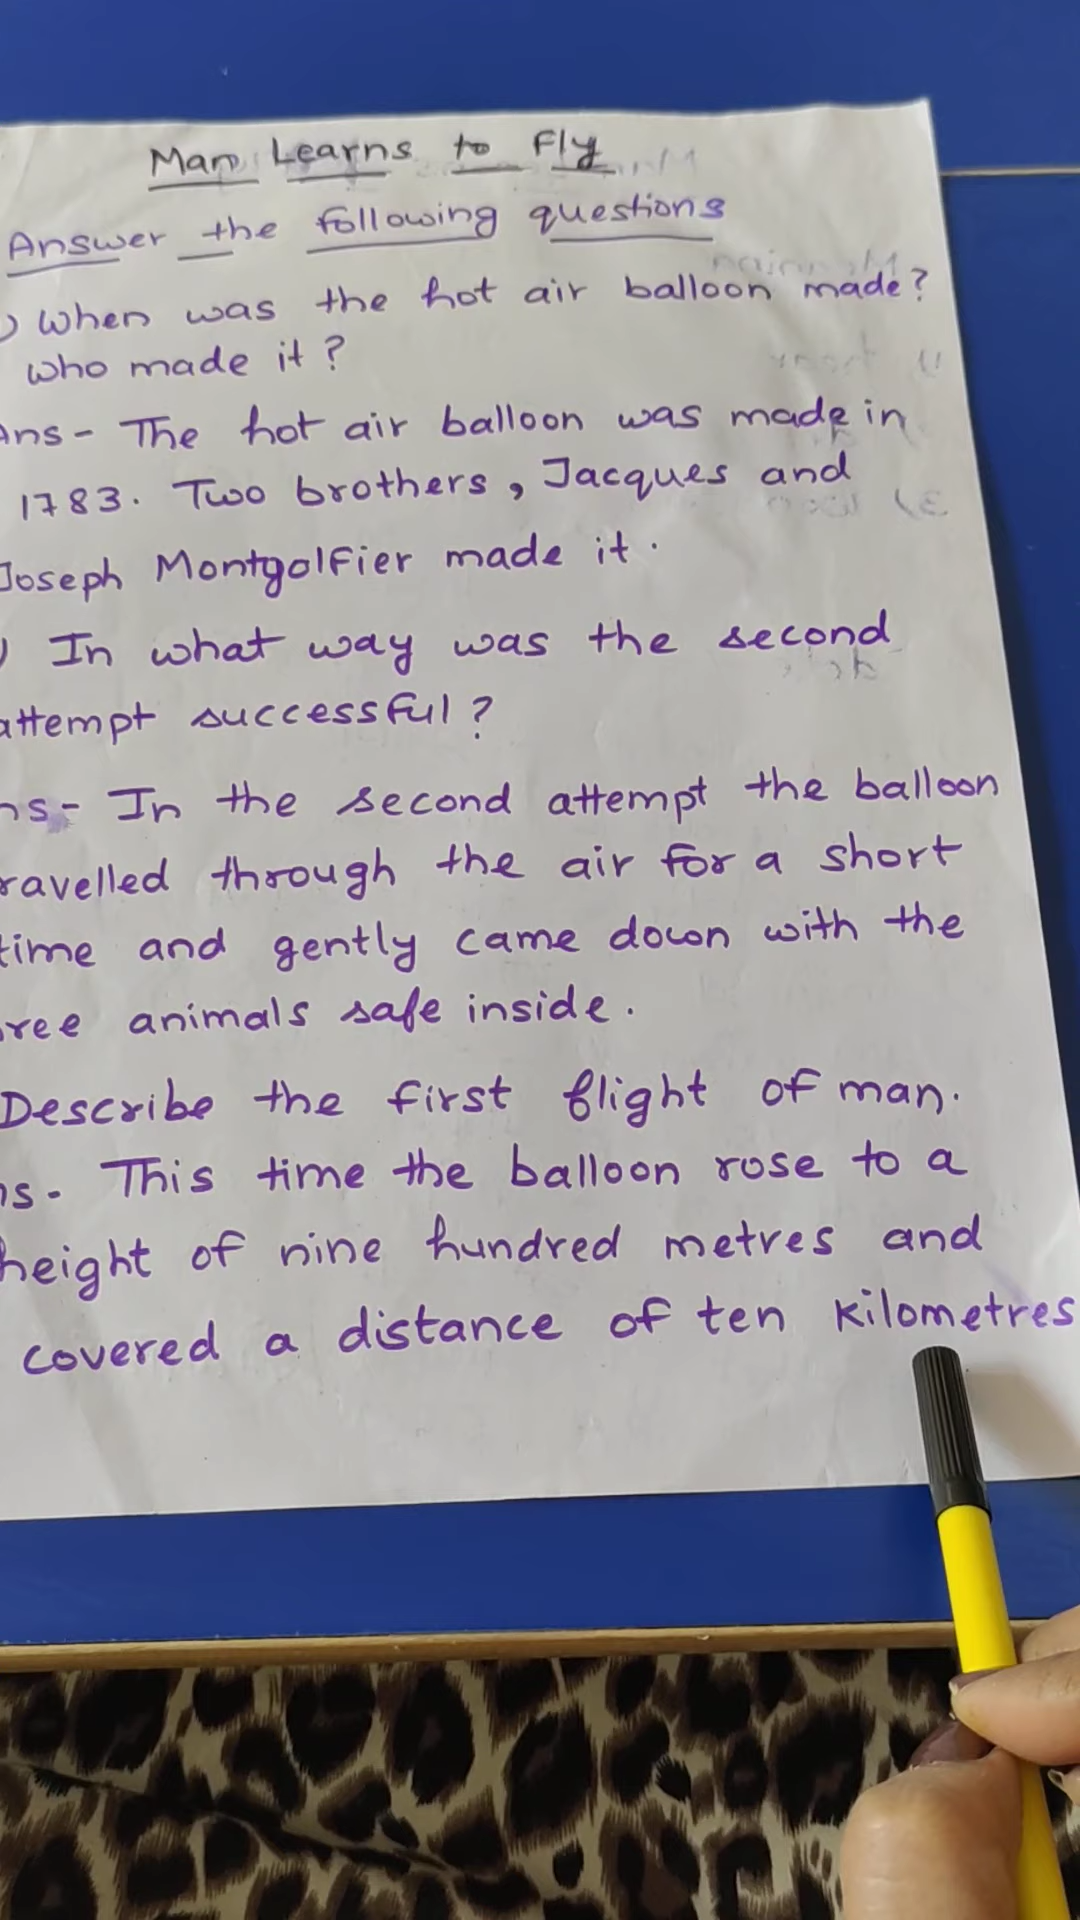 Man Learns to Fly
Answer the following questions
) When was the hot air balloon made?
who made it?
Ans- The hot air balloon was made in
1783. Two brothers, Jacques and
Joseph Montgolfier made it.
) In what way was the second
attempt successful?
ns- In the second attempt the balloon
ravelled through the air for a short
time and gently came down with the
ree animals safe inside.
Describe the first flight of man.
ns. This time the balloon rose to a
height of nine hundred metres and
covered a distance of ten kilometres